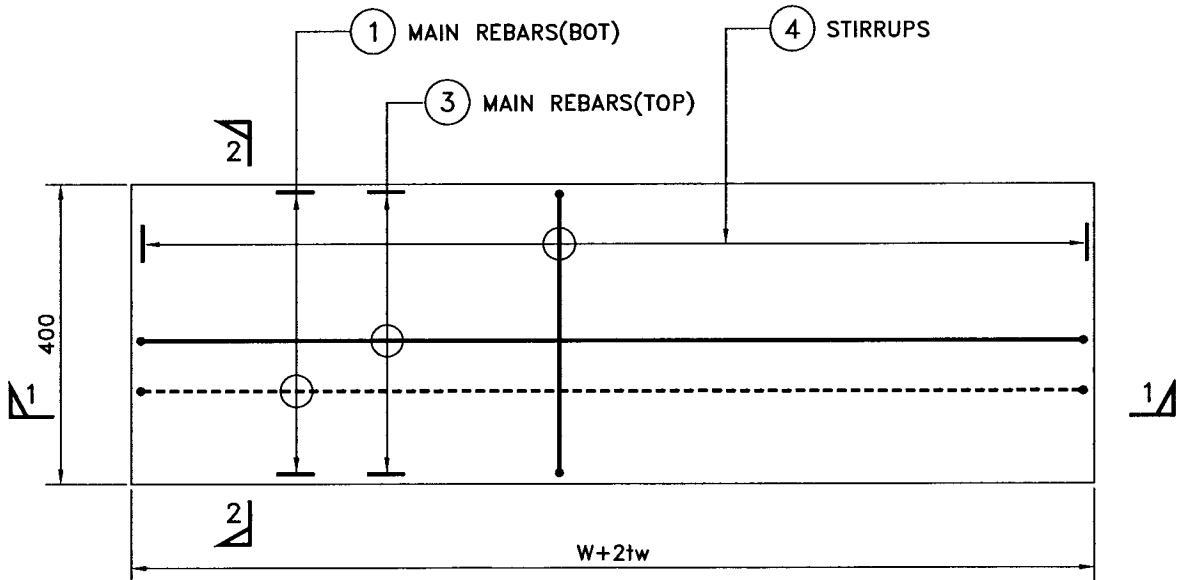 1 MAIN REBARS(BOT)
4 STIRRUPS
3 MAIN REBARS(TOP)
2
400
1
1
2
W+2tw